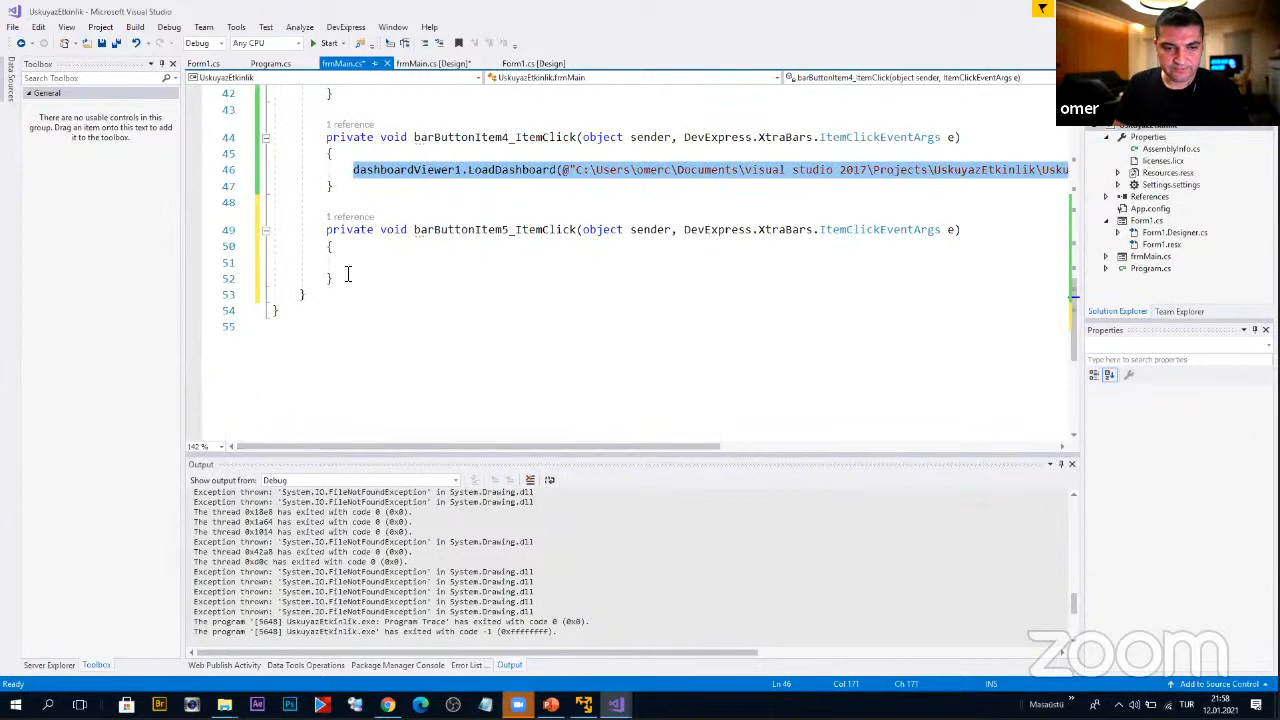 UskuyazEtkinlik - Microsoft Visual Studio
File Edit View Project Build Debug Team Tools Architecture Test DevExpress Analyze Window Help
Debug Any CPU Start
Toolbox
Search Toolbox
General
There are no usable controls in this
group. Drag an item onto this text to add
it to the toolbox.
Data Sources
Form1.cs Program.cs frmMain.cs* frmMain.cs [Design]* Form1.cs [Design]
UskuyazEtkinlik UskuyazEtkinlik.frmMain barButtonItem4_ItemClick(object sender, ItemClickEventArgs e)
42 }
43
1 reference
44 private void barButtonItem4_ItemClick(object sender, DevExpress.XtraBars.ItemClickEventArgs e)
45 {
46 dashboardViewer1.LoadDashboard(@"C:\Users\omerc\Documents\visual studio 2017\Projects\UskuyazEtkinlik\Usku
47 }
48
1 reference
49 private void barButtonItem5_ItemClick(object sender, DevExpress.XtraBars.ItemClickEventArgs e)
50 {
51
52 }
53 }
54 }
55
142 %
Output
Show output from: Debug
Exception thrown: 'System.IO.FileNotFoundException' in System.Drawing.dll
Exception thrown: 'System.IO.FileNotFoundException' in System.Drawing.dll
The thread 0x18e8 has exited with code 0 (0x0).
The thread 0x1a64 has exited with code 0 (0x0).
The thread 0x1014 has exited with code 0 (0x0).
Exception thrown: 'System.IO.FileNotFoundException' in System.Drawing.dll
The thread 0x42a8 has exited with code 0 (0x0).
The thread 0xd0c has exited with code 0 (0x0).
Exception thrown: 'System.IO.FileNotFoundException' in System.Drawing.dll
Exception thrown: 'System.IO.FileNotFoundException' in System.Drawing.dll
Exception thrown: 'System.IO.FileNotFoundException' in System.Drawing.dll
Exception thrown: 'System.IO.FileNotFoundException' in System.Drawing.dll
Exception thrown: 'System.IO.FileNotFoundException' in System.Drawing.dll
The program '[5648] UskuyazEtkinlik.exe: Program Trace' has exited with code 0 (0x0).
The program '[5648] UskuyazEtkinlik.exe' has exited with code -1 (0xffffffff).
Server Explorer Toolbox
Web Publish Activity Data Tools Operations Package Manager Console Error List ... Output
omer
Properties
AssemblyInfo.cs
licenses.licx
Resources.resx
Settings.settings
References
App.config
Form1.cs
Form1.Designer.cs
Form1.resx
frmMain.cs
Program.cs
Solution Explorer Team Explorer
Properties
Type here to search properties
zoom
Ready Ln 46 Col 171 Ch 171 INS Add to Source Control
Br Ae Ps
Masaüstü
TUR
21:58
12.01.2021